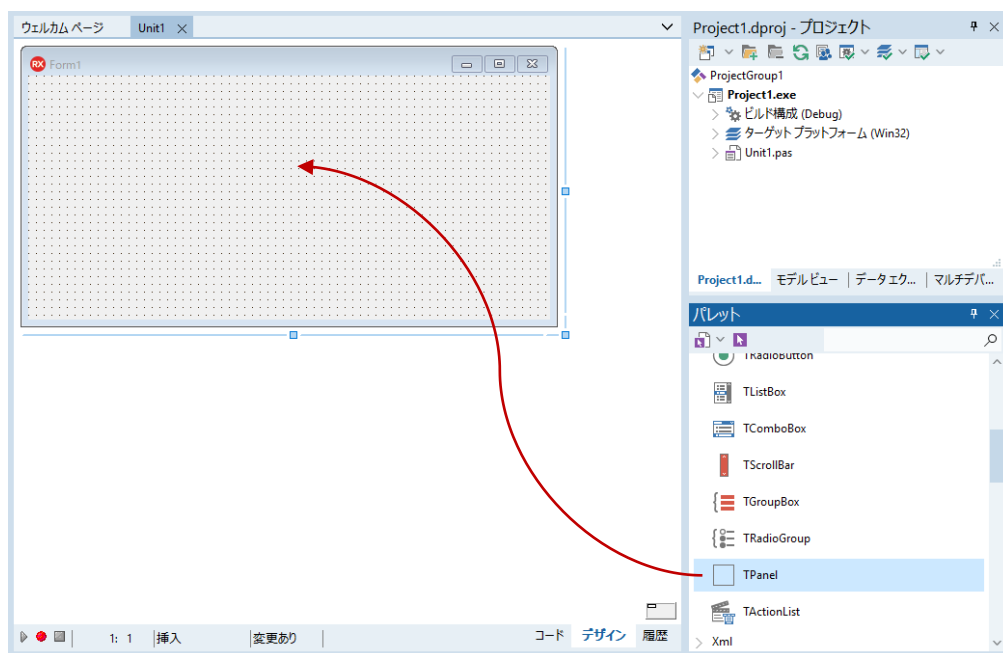 ウェルカム ページ
Unit1
RX Form1
1: 1
挿入
変更あり
コード
デザイン
履歴
Project1.dproj - プロジェクト
ProjectGroup1
Project1.exe
ビルド構成 (Debug)
ターゲット プラットフォーム (Win32)
Unit1.pas
Project1.d...
モデル ビュー
データ エク...
マルチデバ...
パレット
TRadioButton
TListBox
TComboBox
TScrollBar
TGroupBox
TRadioGroup
TPanel
TActionList
Xml